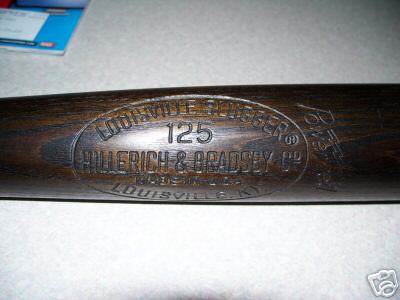 LOUISVILLE SLUGGER®
125
HILLERICH & BRADSBY Cº
MADE IN U.S.A.
LOUISVILLE, KY.